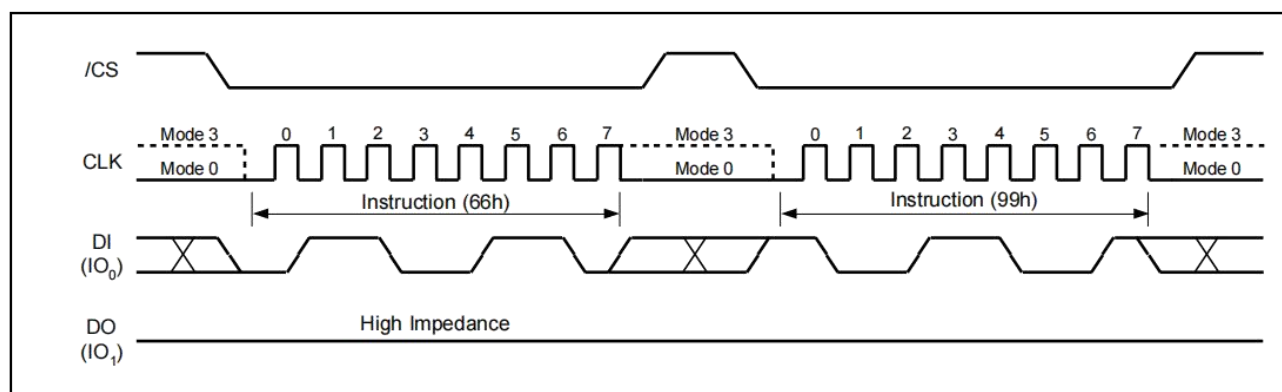 /CS
Mode 3 0 1 2 3 4 5 6 7 Mode 3 0 1 2 3 4 5 6 7 Mode 3
CLK Mode 0 Mode 0 Mode 0
Instruction (66h) Instruction (99h)
DI
(IO0)
DO High Impedance
(IO1)